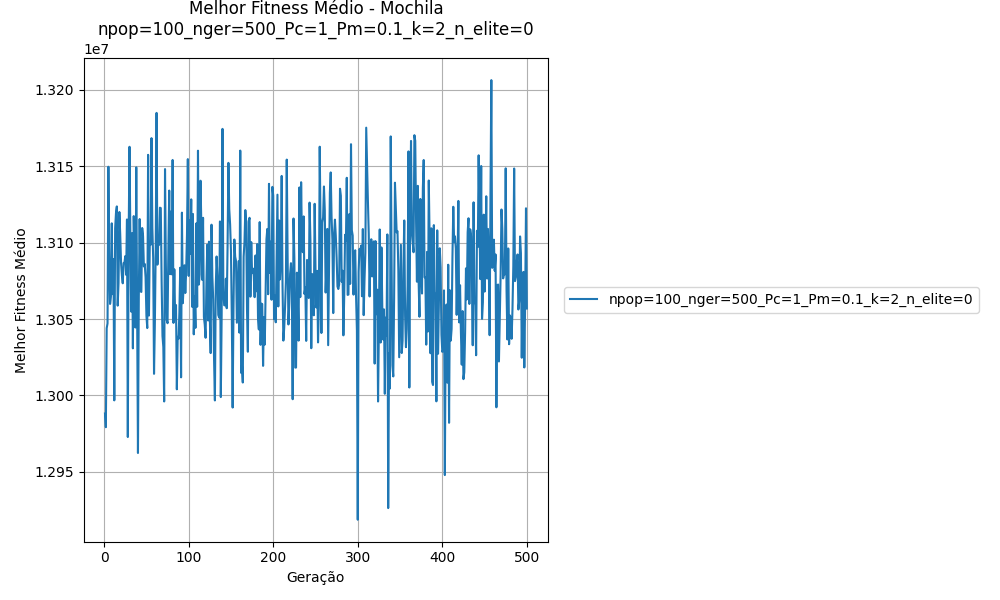 Melhor Fitness Médio - Mochila
npop=100_nger=500_Pc=1_Pm=0.1_k=2_n_elite=0
1e7
1.320
1.315
1.310
1.305
1.300
1.295
Melhor Fitness Médio
0
100
200
300
400
500
Geração
npop=100_nger=500_Pc=1_Pm=0.1_k=2_n_elite=0